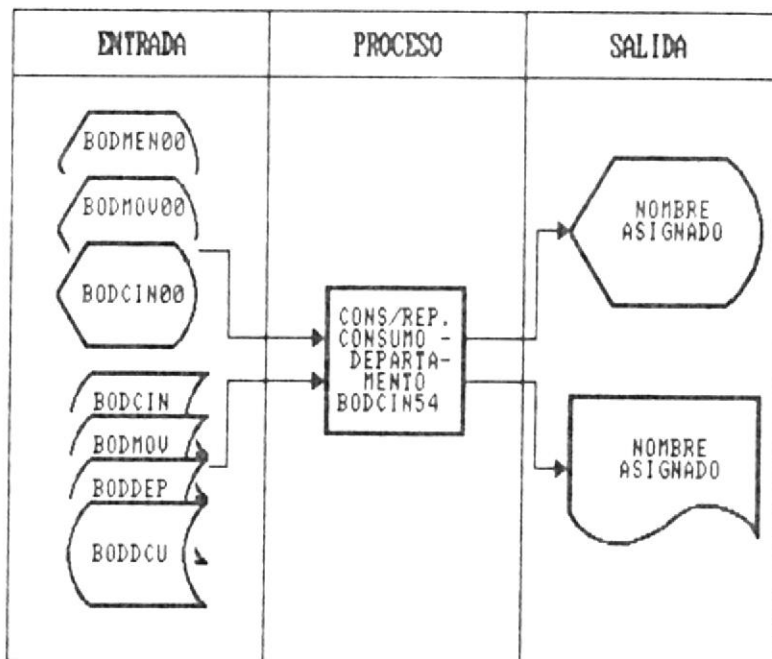 ENTRADA
PROCESO
SALIDA
BODMEN00
BODMOV00
BODCIN00
BODCIN
BODMOV
BODDEP
BODDCU
CONS/REP.
CONSUMO -
DEPARTA-
MENTO
BODCIN54
NOMBRE
ASIGNADO
NOMBRE
ASIGNADO